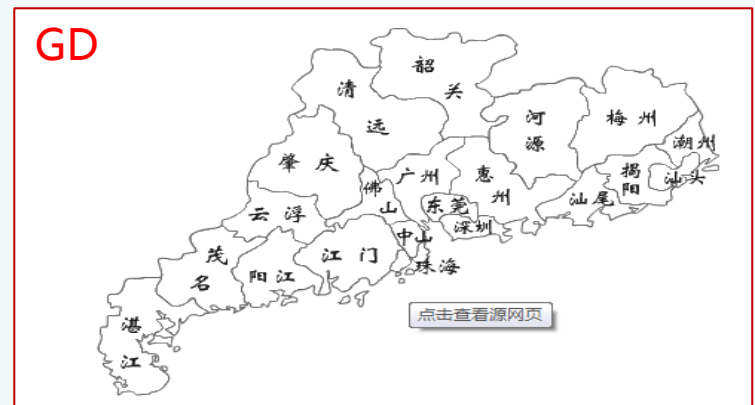 GD
韶关
清远
河源
梅州
潮州
肇庆
广州
惠州
揭阳
汕头
佛山
东莞
汕尾
云浮
深圳
中山
茂名
阳江
江门
珠海
点击查看源网页
湛江